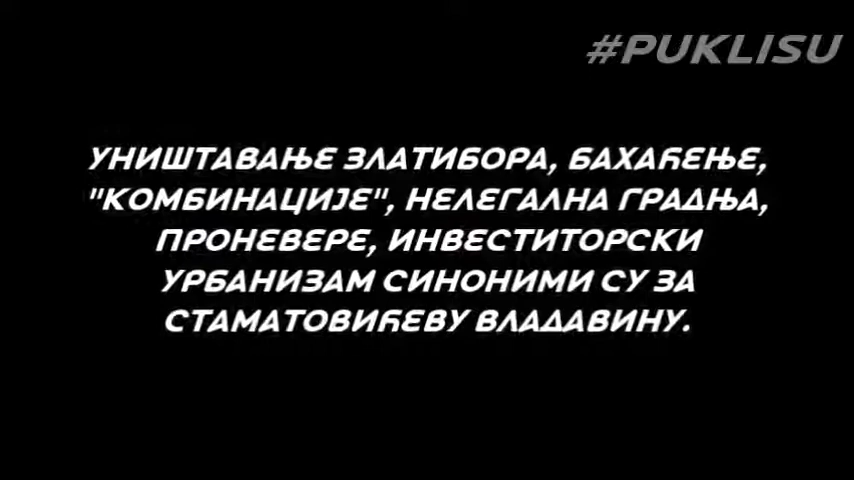 #PUKLISU
УНИШТАВАЊЕ ЗЛАТИБОРА, БАХАЋЕЊЕ,
"КОМБИНАЦИЈЕ", НЕЛЕГАЛНА ГРАДЊА,
ПРОНЕВЕРЕ, ИНВЕСТИТОРСКИ
УРБАНИЗАМ СИНОНИМИ СУ ЗА
СТАМАТОВИЋЕВУ ВЛАДАВИНУ.